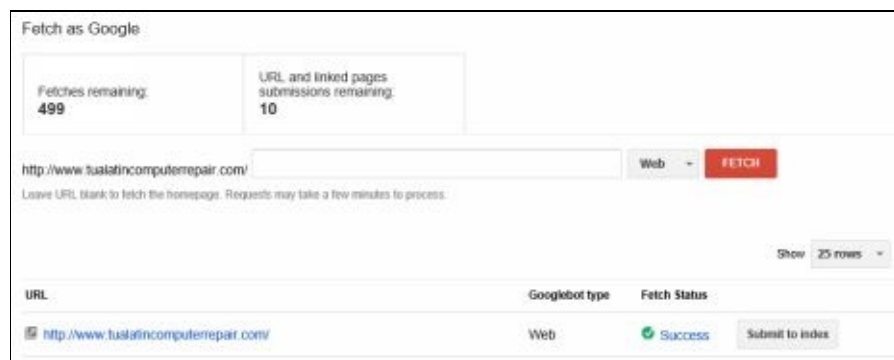 Fetch as Google
Fetches remaining:
499
URL and linked pages
submissions remaining:
10
http://www.tualatincomputerrepair.com/
Web
FETCH
Leave URL blank to fetch the homepage. Requests may take a few minutes to process.
Show 25 rows
URL Googlebot type Fetch Status
http://www.tualatincomputerrepair.com/ Web Success Submit to index